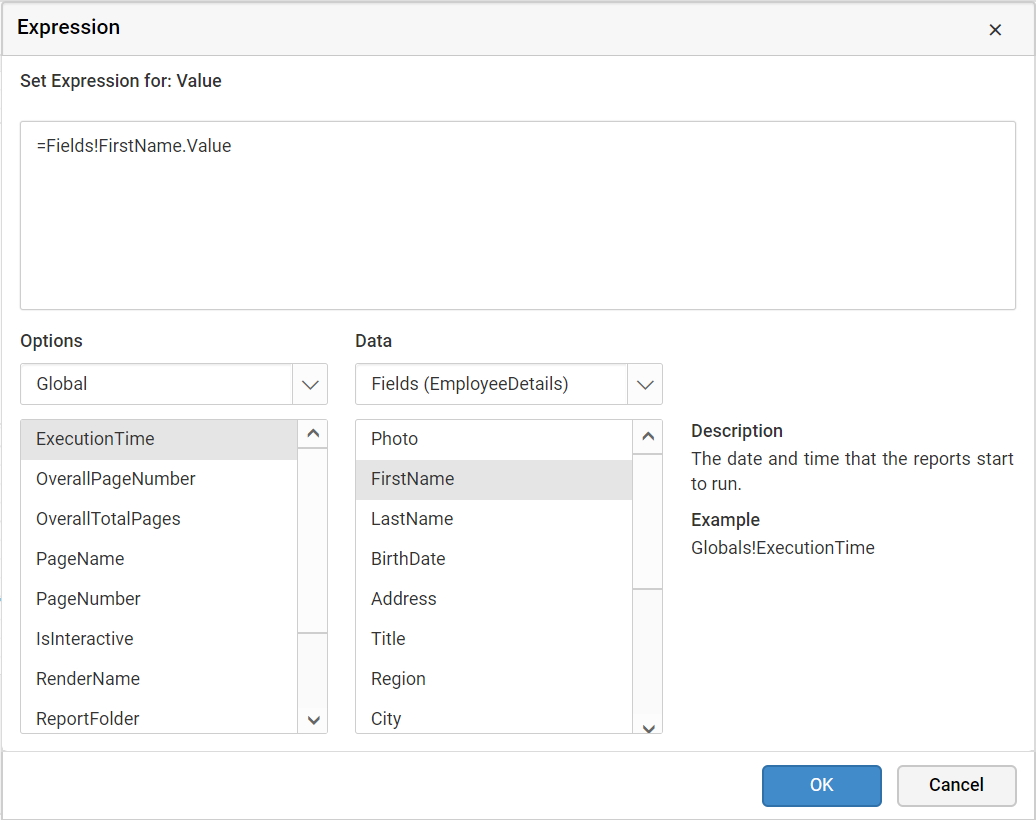 Expression
Set Expression for: Value
=Fields!FirstName.Value
Options
Global
ExecutionTime
OverallPageNumber
OverallTotalPages
PageName
PageNumber
IsInteractive
RenderName
ReportFolder
Data
Fields (EmployeeDetails)
Photo
FirstName
LastName
BirthDate
Address
Title
Region
City
Description
The date and time that the reports start
to run.
Example
Globals!ExecutionTime
OK
Cancel